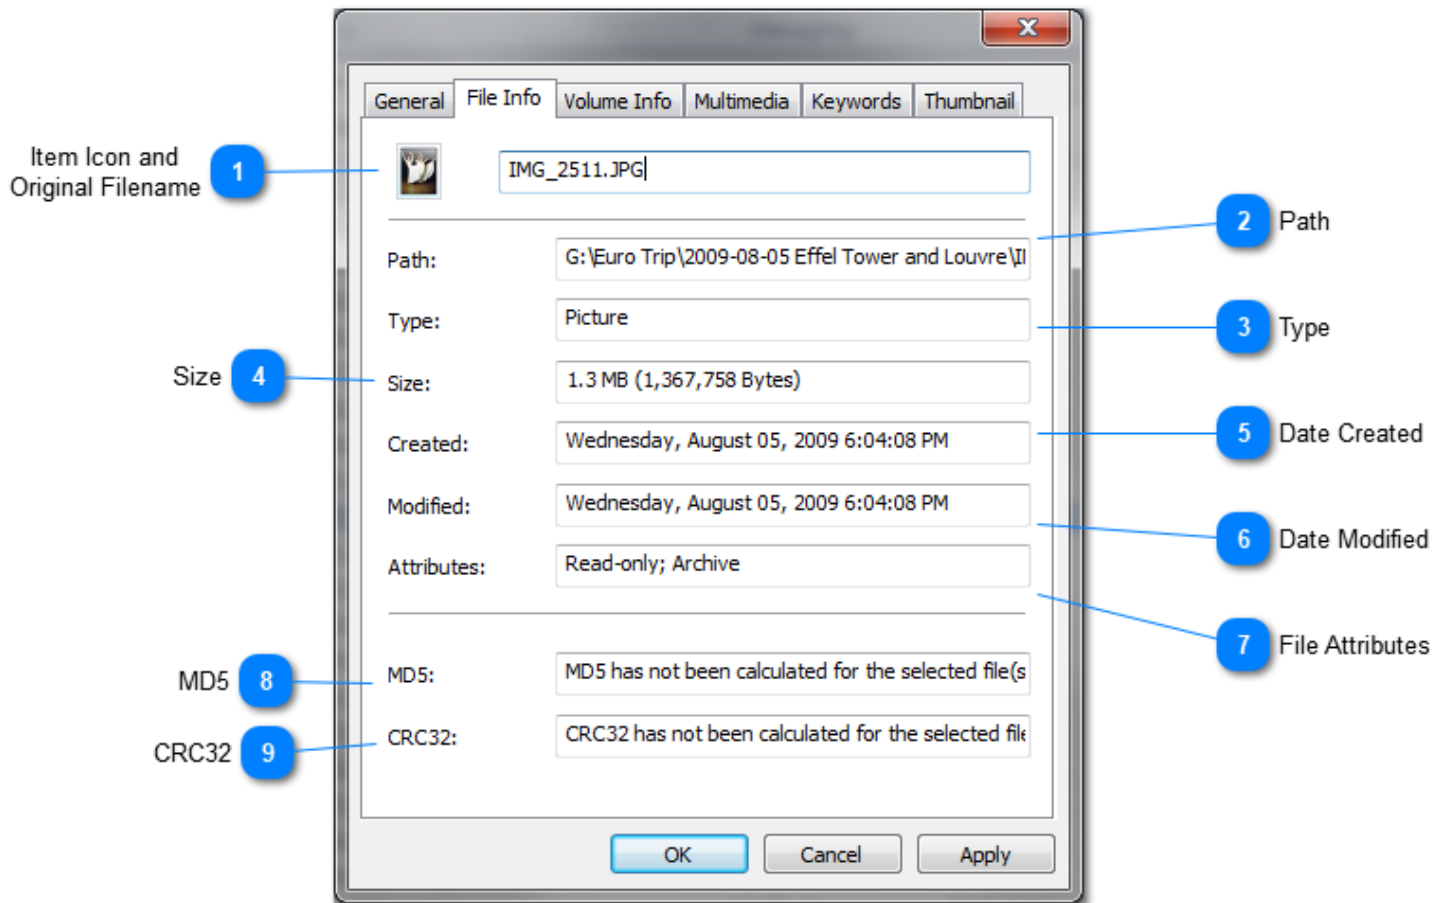 General File Info Volume Info Multimedia Keywords Thumbnail
Item Icon and
Original Filename
1
IMG_2511.JPG
2 Path
Path: G:\Euro Trip\2009-08-05 Effel Tower and Louvre\
Type: Picture
3 Type
Size 4
Size: 1.3 MB (1,367,758 Bytes)
5 Date Created
Created: Wednesday, August 05, 2009 6:04:08 PM
Modified: Wednesday, August 05, 2009 6:04:08 PM
6 Date Modified
Attributes: Read-only; Archive
7 File Attributes
MD5 8
MD5: MD5 has not been calculated for the selected file(s
CRC32 9
CRC32: CRC32 has not been calculated for the selected file
OK Cancel Apply